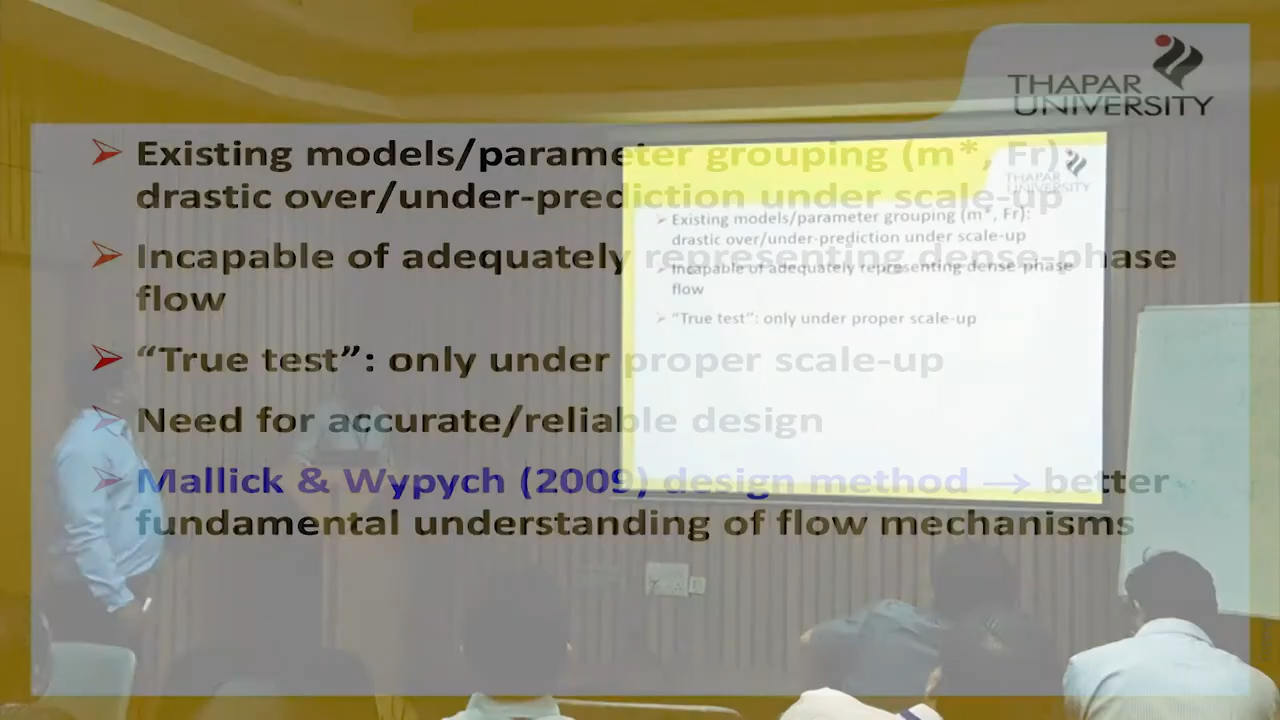 THAPAR
UNIVERSITY
Existing models/parameter grouping (m*, Fr):
drastic over/under-prediction under scale-up
Incapable of adequately representing dense-phase
flow
“True test”: only under proper scale-up
Need for accurate/reliable design
Mallick & Wypych (2009) design method → better
fundamental understanding of flow mechanisms
THAPAR
UNIVERSITY
Existing models/parameter grouping (m*, Fr):
drastic over/under-prediction under scale-up
Incapable of adequately representing dense-phase
flow
“True test”: only under proper scale-up